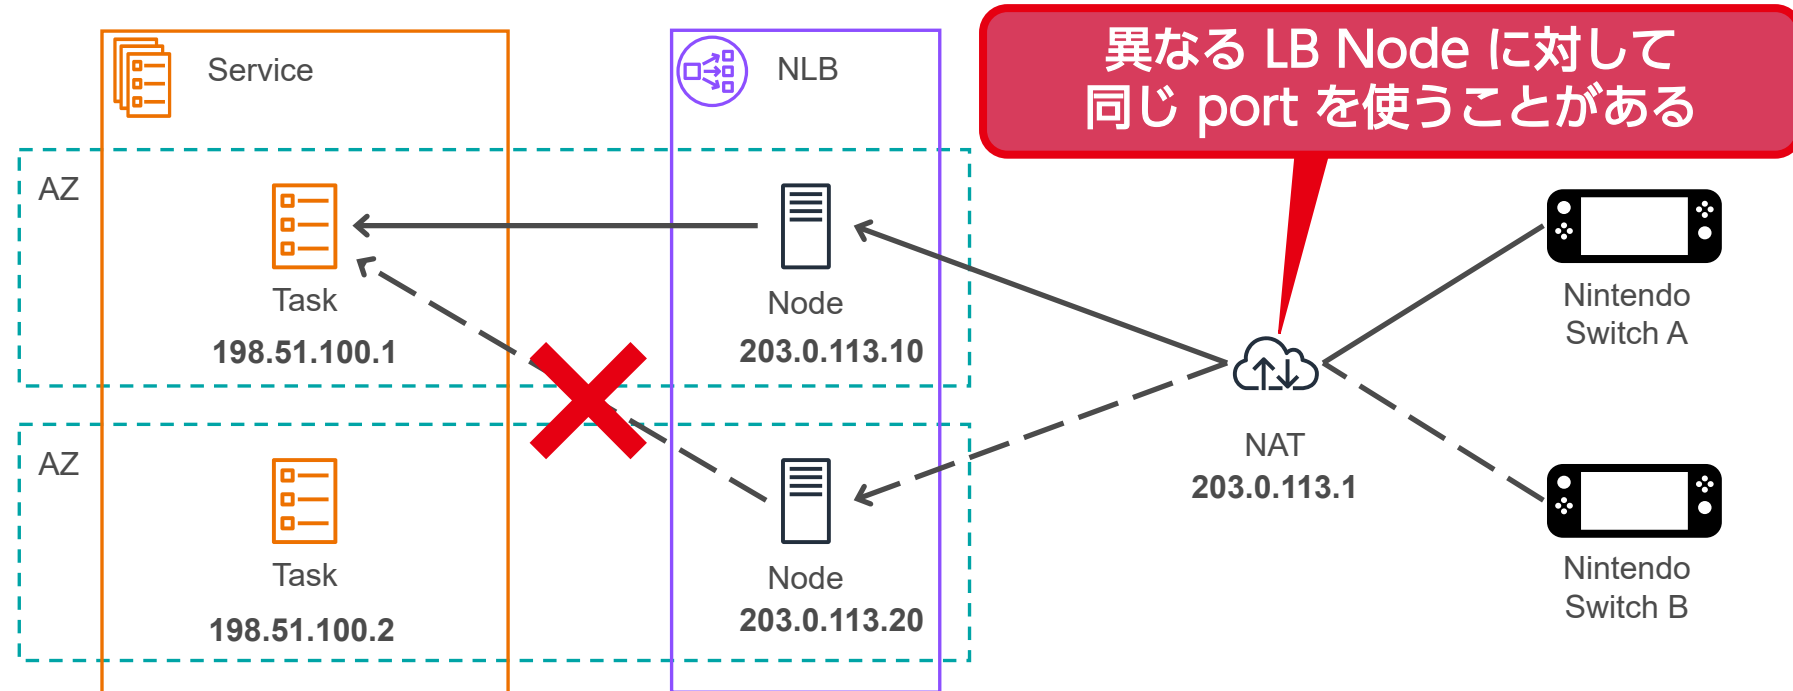 異なる LB Node に対して
同じ port を使うことがある
Service
NLB
AZ
Task
198.51.100.1
Node
203.0.113.10
Nintendo
Switch A
NAT
203.0.113.1
AZ
Task
198.51.100.2
Node
203.0.113.20
Nintendo
Switch B